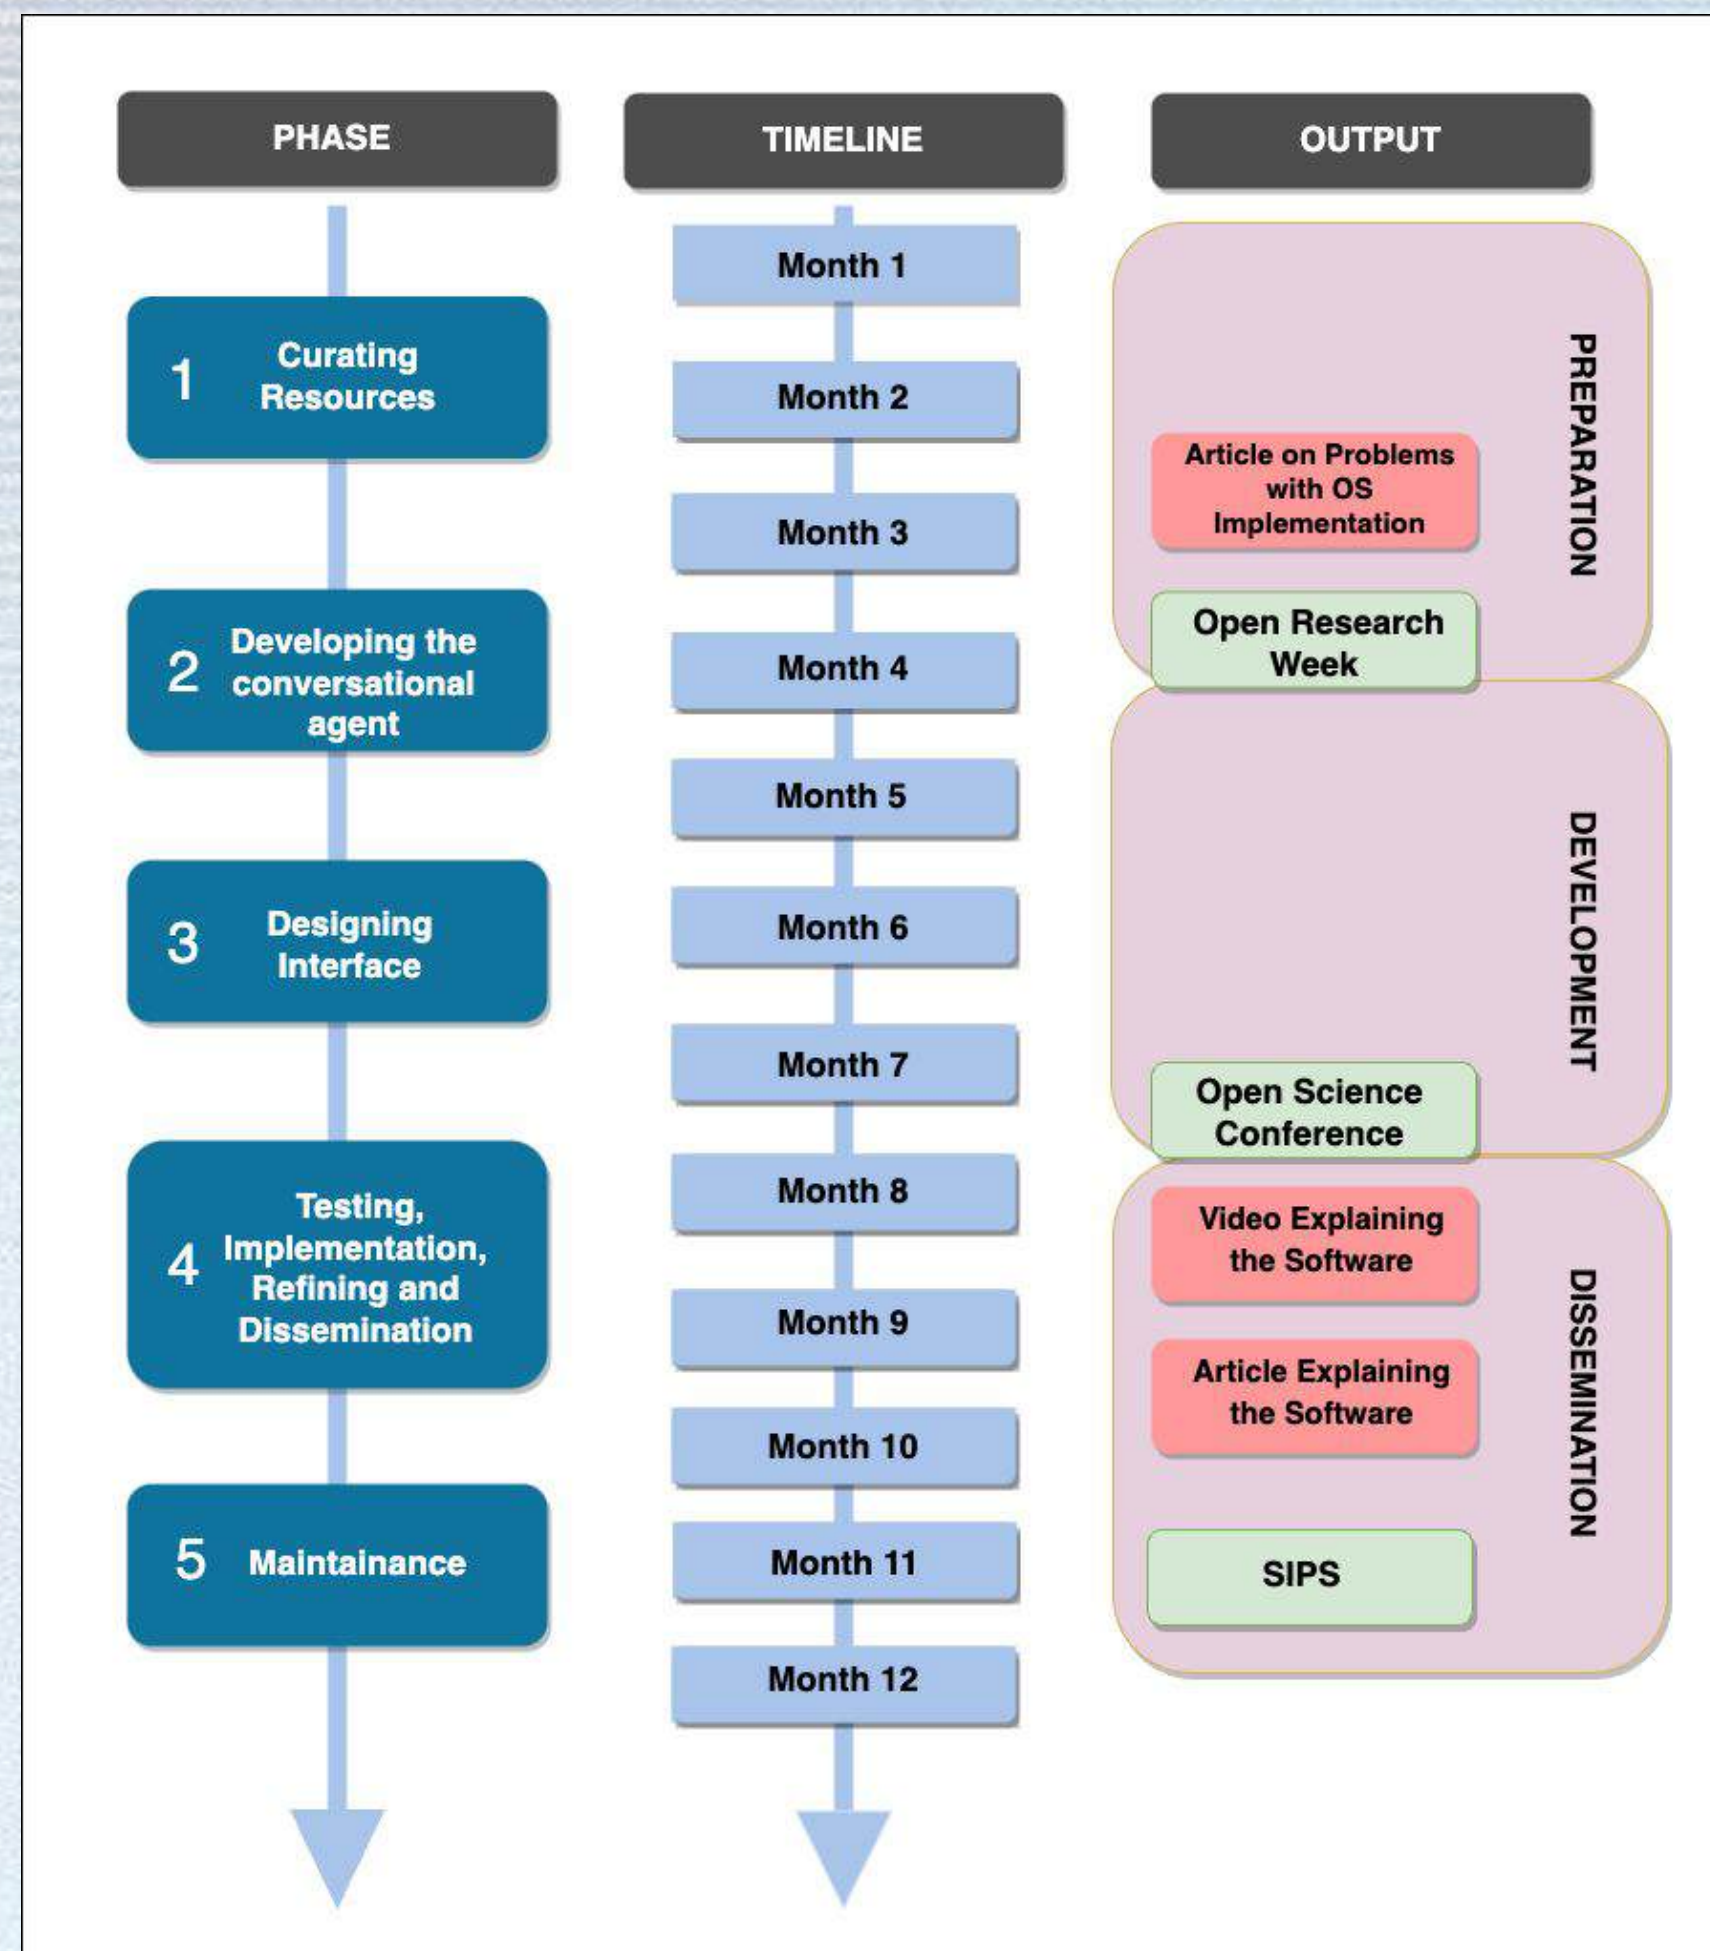 PHASE
TIMELINE
OUTPUT
1
Curating
Resources
2
Developing the
conversational
agent
3
Designing
Interface
4
Testing,
Implementation,
Refining and
Dissemination
5
Maintainance
Month 1
Month 2
Month 3
Month 4
Month 5
Month 6
Month 7
Month 8
Month 9
Month 10
Month 11
Month 12
PREPARATION
Article on Problems
with OS
Implementation
Open Research
Week
DEVELOPMENT
Open Science
Conference
DISSEMINATION
Video Explaining
the Software
Article Explaining
the Software
SIPS